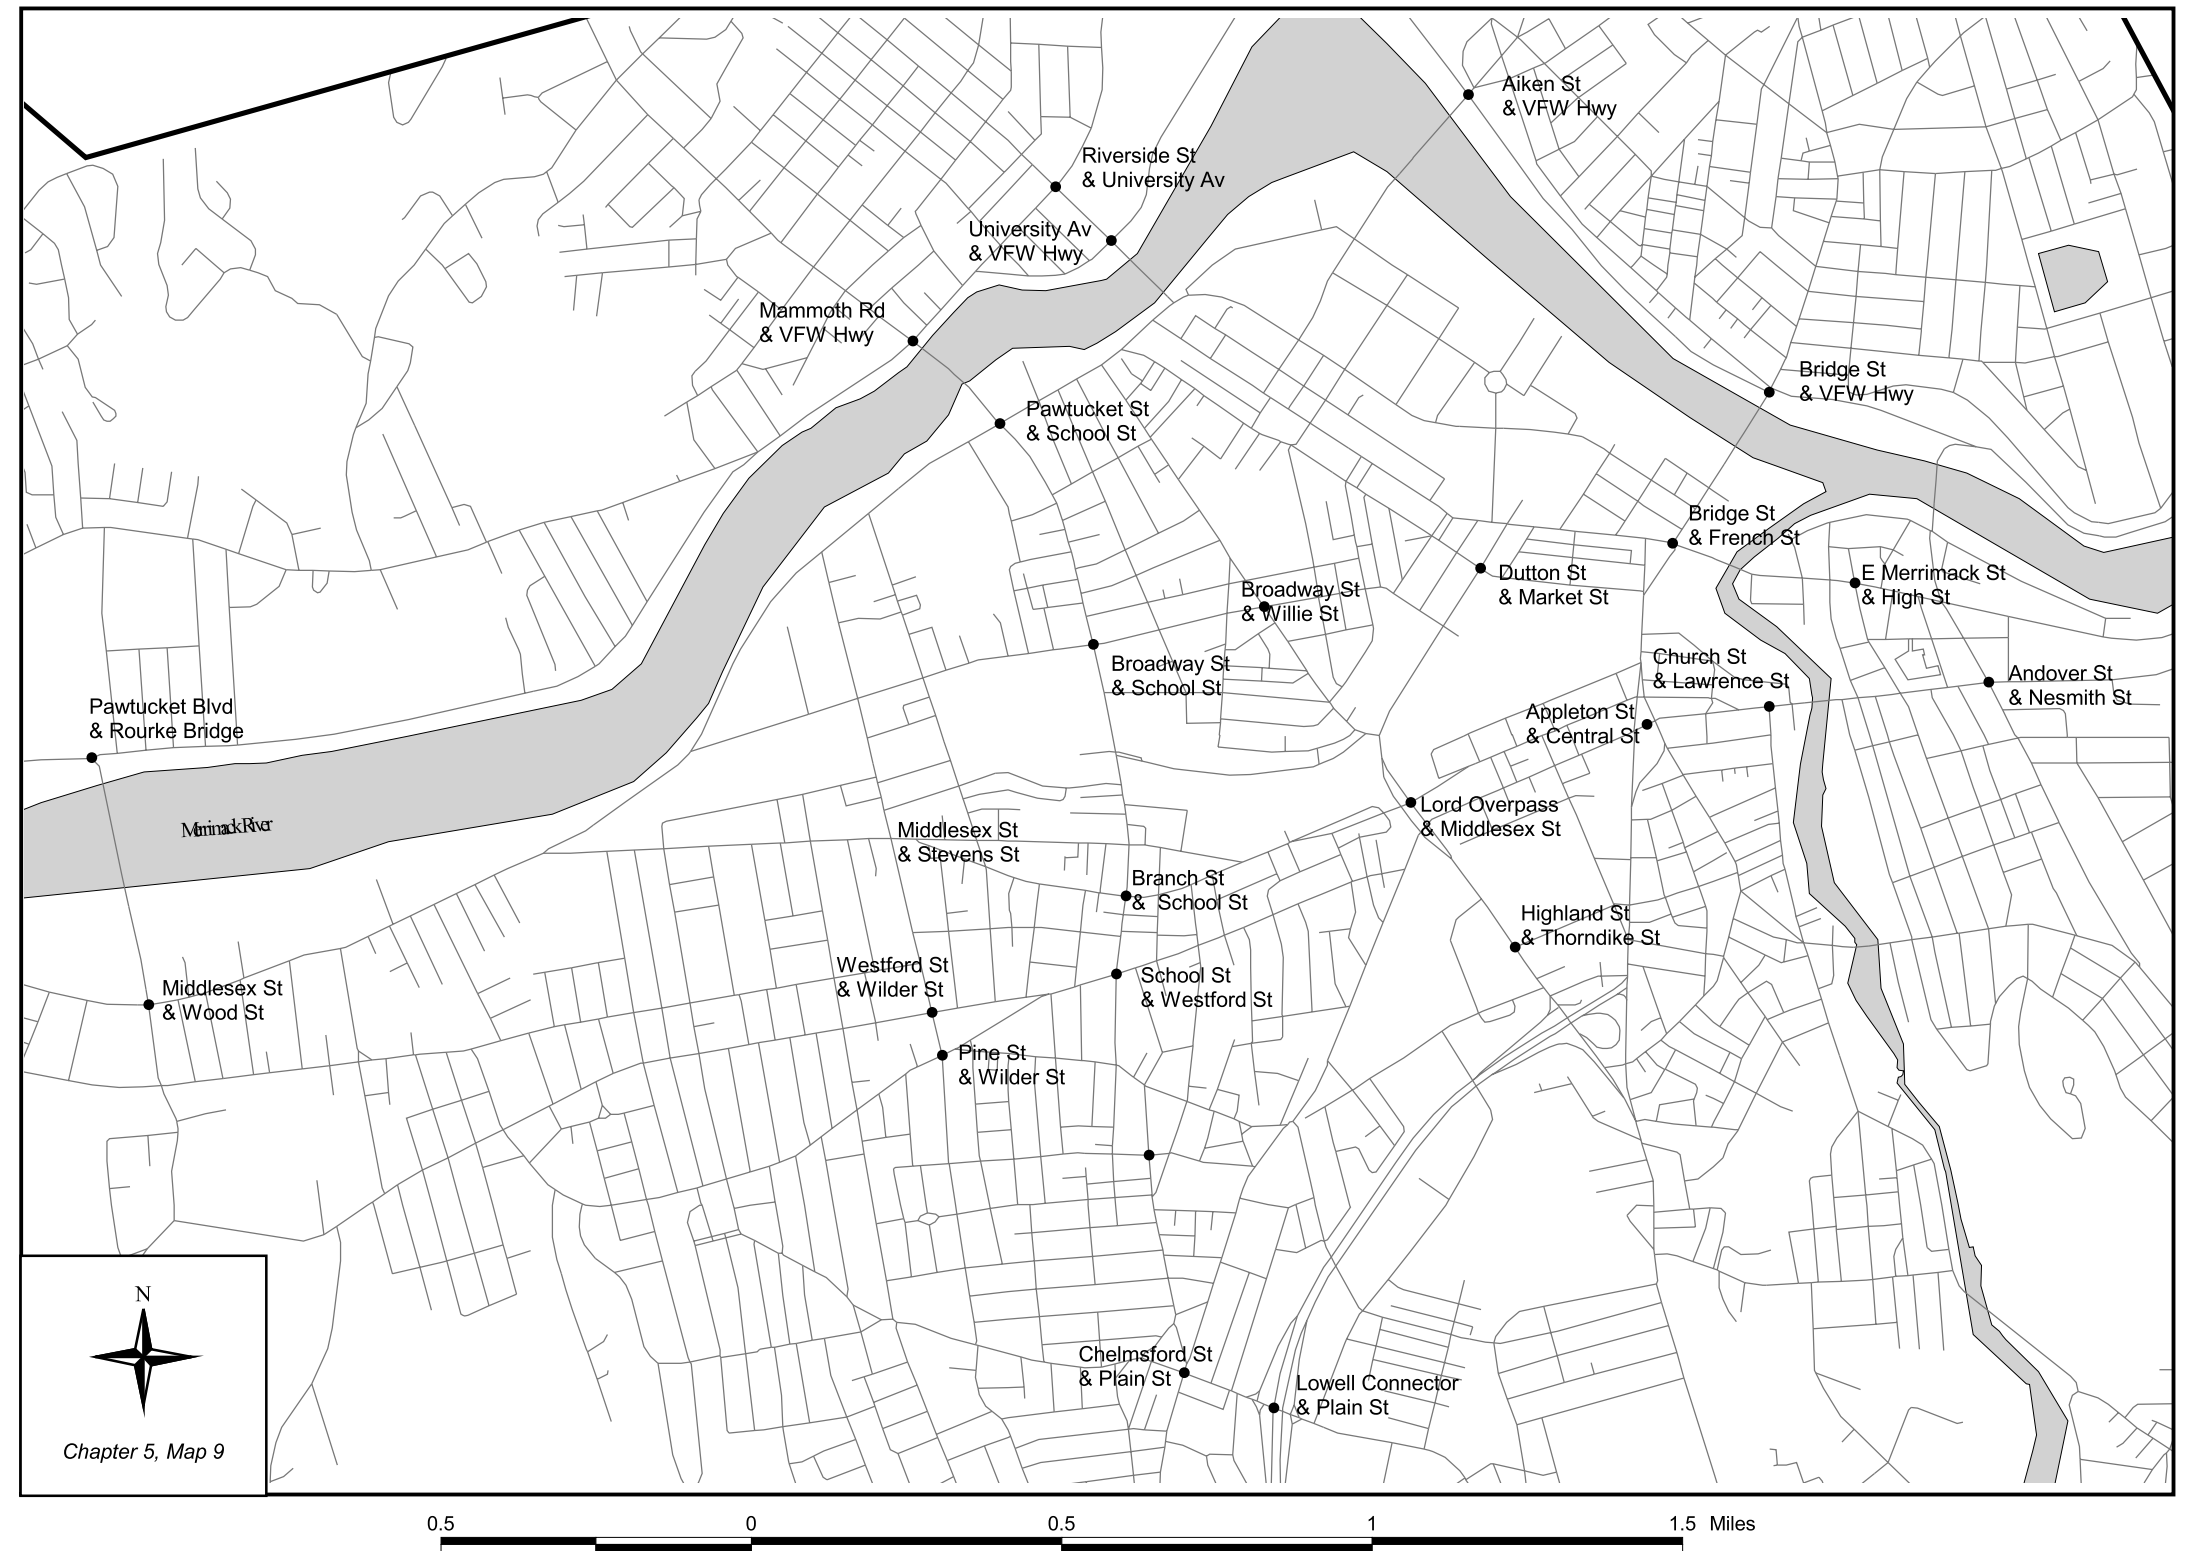 Aiken St
& VFW Hwy
Riverside St
& University Av
University Av
& VFW Hwy
Mammoth Rd
& VFW Hwy
Bridge St
& VFW Hwy
Pawtucket St
& School St
Bridge St
& French St
Dutton St
& Market St
E Merrimack St
& High St
Broadway St
& Willie St
Broadway St
& School St
Church St
& Lawrence St
Andover St
& Nesmith St
Appleton St
& Central St
Pawtucket Blvd
& Rourke Bridge
Merrimack River
Lord Overpass
& Middlesex St
Middlesex St
& Stevens St
Branch St
& School St
Highland St
& Thorndike St
Westford St
& Wilder St
School St
& Westford St
Middlesex St
& Wood St
Pine St
& Wilder St
Chelmsford St
& Plain St
Lowell Connector
& Plain St
N
Chapter 5, Map 9
0.5 0 0.5 1 1.5 Miles